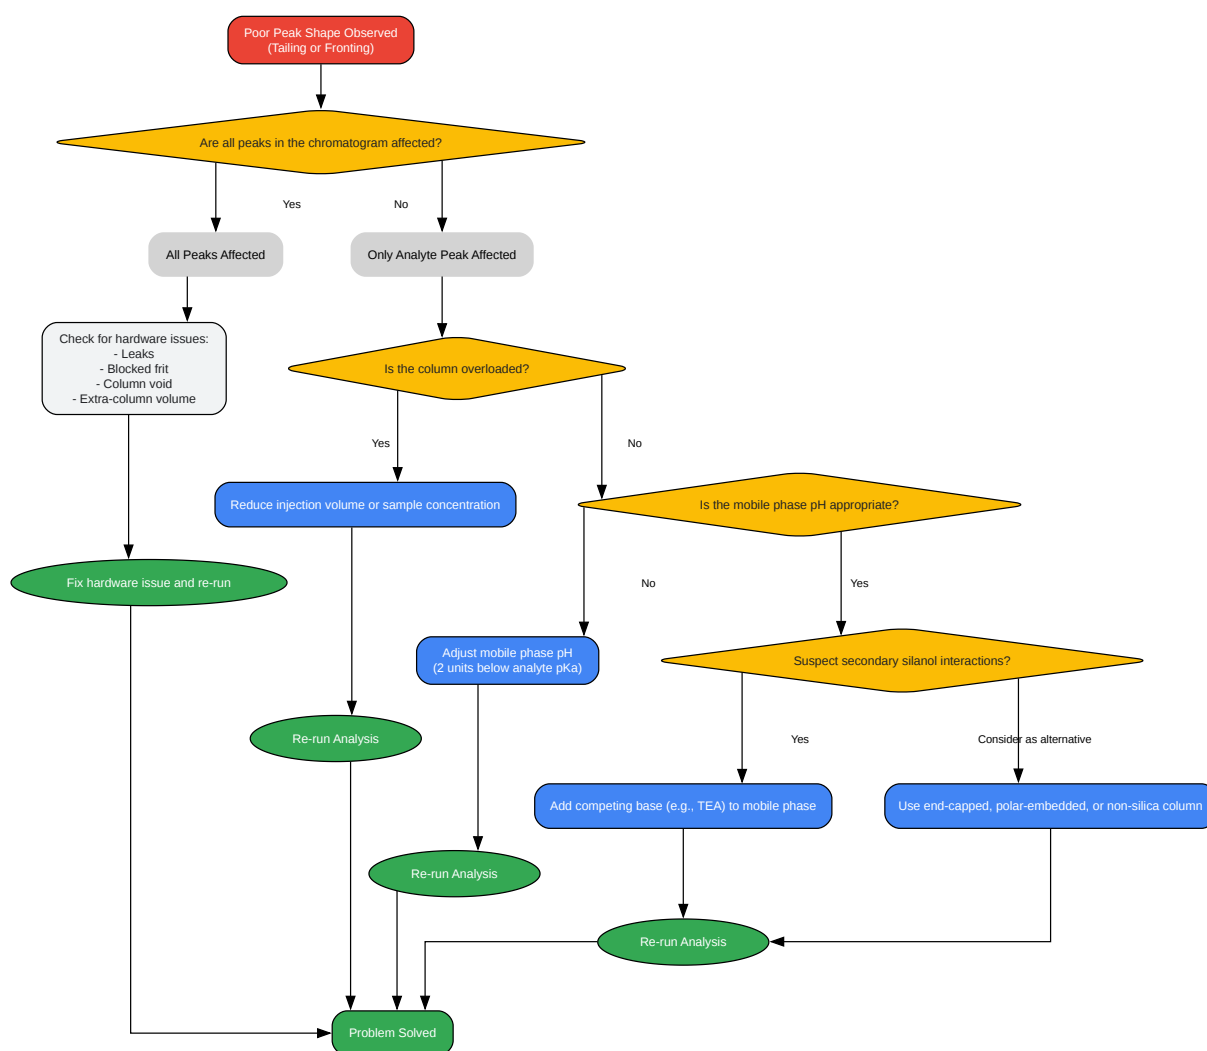 Poor Peak Shape Observed
(Tailing or Fronting)
Are all peaks in the chromatogram affected?
Yes
No
All Peaks Affected
Only Analyte Peak Affected
Check for hardware issues:
- Leaks
- Blocked frit
- Column void
- Extra-column volume
Is the column overloaded?
Yes
No
Reduce injection volume or sample concentration
Is the mobile phase pH appropriate?
Fix hardware issue and re-run
No
Yes
Adjust mobile phase pH
(2 units below analyte pKa)
Suspect secondary silanol interactions?
Re-run Analysis
Yes
Consider as alternative
Add competing base (e.g., TEA) to mobile phase
Use end-capped, polar-embedded, or non-silica column
Re-run Analysis
Re-run Analysis
Problem Solved